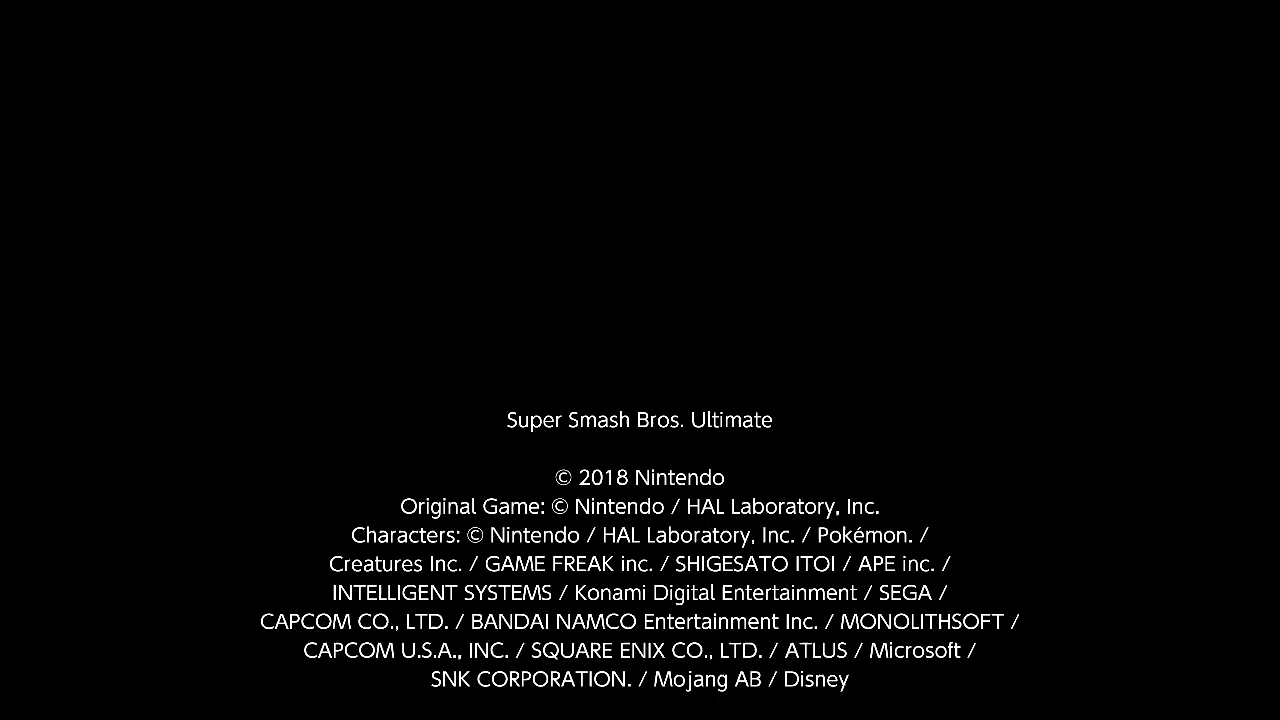 Super Smash Bros. Ultimate
© 2018 Nintendo
Original Game: © Nintendo / HAL Laboratory, Inc.
Characters: © Nintendo / HAL Laboratory, Inc. / Pokémon. /
Creatures Inc. / GAME FREAK inc. / SHIGESATO ITOI / APE inc. /
INTELLIGENT SYSTEMS / Konami Digital Entertainment / SEGA /
CAPCOM CO., LTD. / BANDAI NAMCO Entertainment Inc. / MONOLITHSOFT /
CAPCOM U.S.A., INC. / SQUARE ENIX CO., LTD. / ATLUS / Microsoft /
SNK CORPORATION. / Mojang AB / Disney